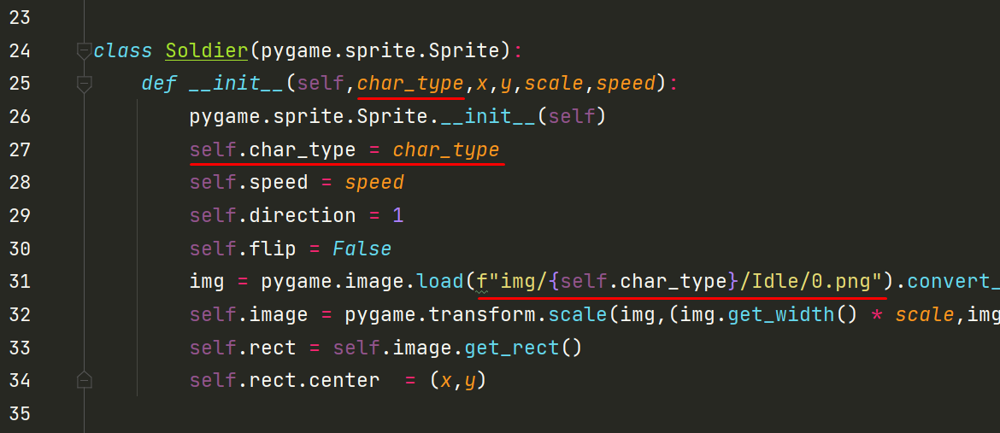 23
24 class Soldier(pygame.sprite.Sprite):
25 def __init__(self,char_type,x,y,scale,speed):
26 pygame.sprite.Sprite.__init__(self)
27 self.char_type = char_type
28 self.speed = speed
29 self.direction = 1
30 self.flip = False
31 img = pygame.image.load(f"img/{self.char_type}/Idle/0.png").convert_
32 self.image = pygame.transform.scale(img,(img.get_width() * scale,img
33 self.rect = self.image.get_rect()
34 self.rect.center  = (x,y)
35